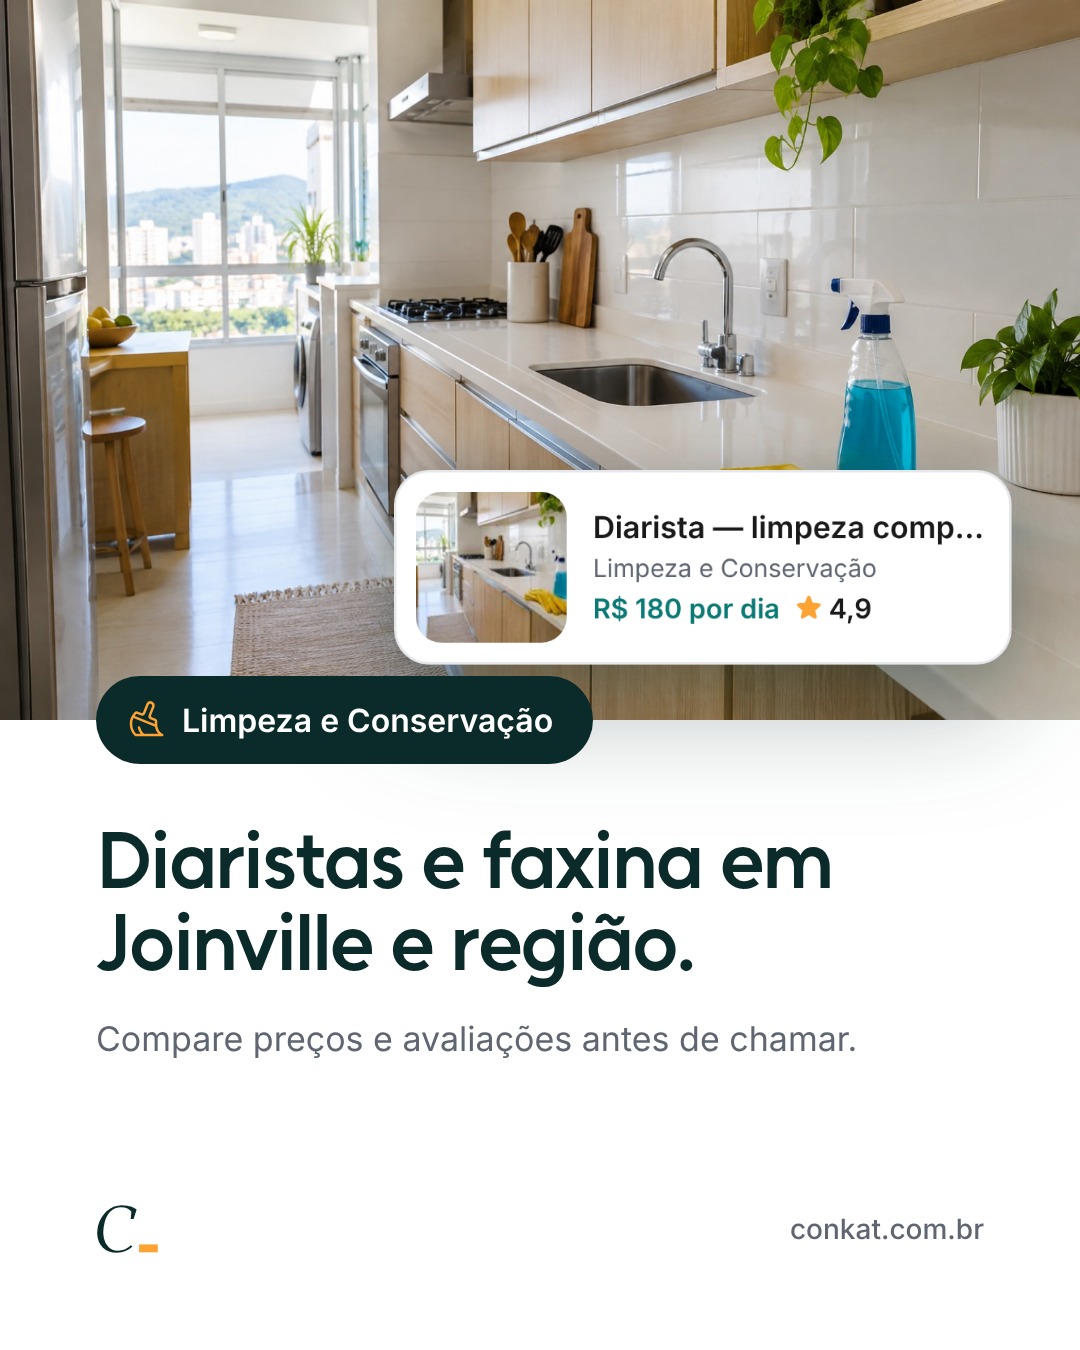 Diarista — limpeza comp...
Limpeza e Conservação
R$ 180 por dia 4,9
Limpeza e Conservação
Diaristas e faxina em
Joinville e região.
Compare preços e avaliações antes de chamar.
C
conkat.com.br